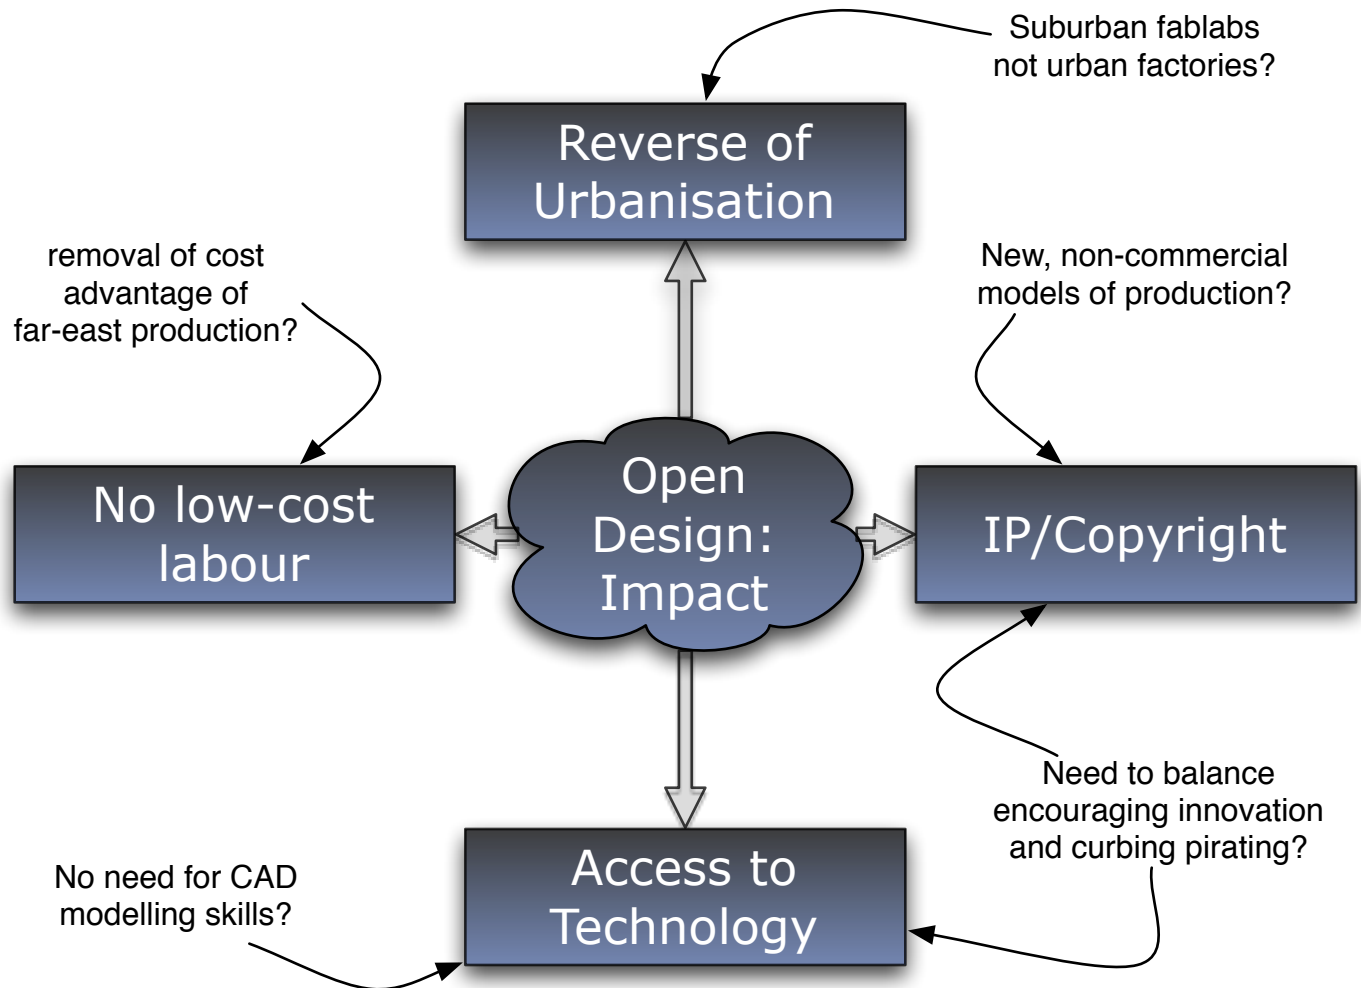 Suburban fablabs
not urban factories?
Reverse of
Urbanisation
removal of cost
advantage of
far-east production?
New, non-commercial
models of production?
No low-cost
labour
Open
Design:
Impact
IP/Copyright
Need to balance
encouraging innovation
and curbing pirating?
No need for CAD
modelling skills?
Access to
Technology